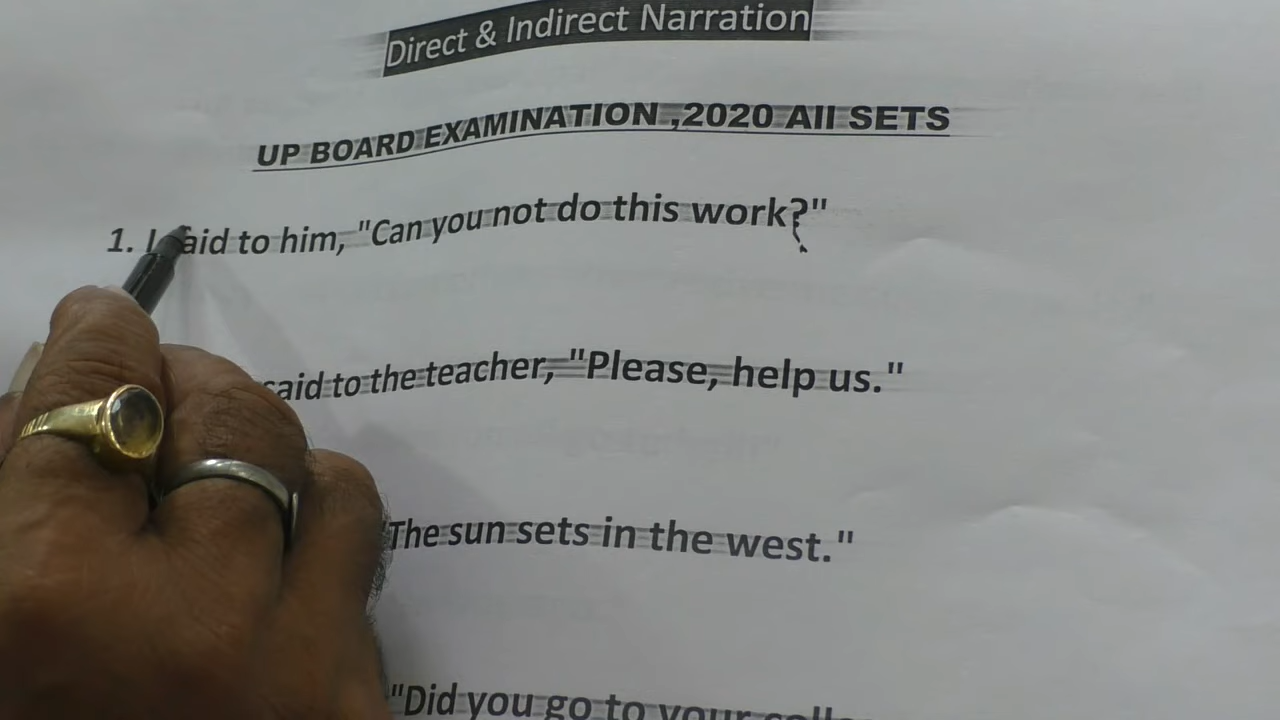 Direct & Indirect Narration
UP BOARD EXAMINATION ,2020 All SETS
1. I said to him, "Can you not do this work?"
said to the teacher, "Please, help us."
"The sun sets in the west."
"Did you go to your